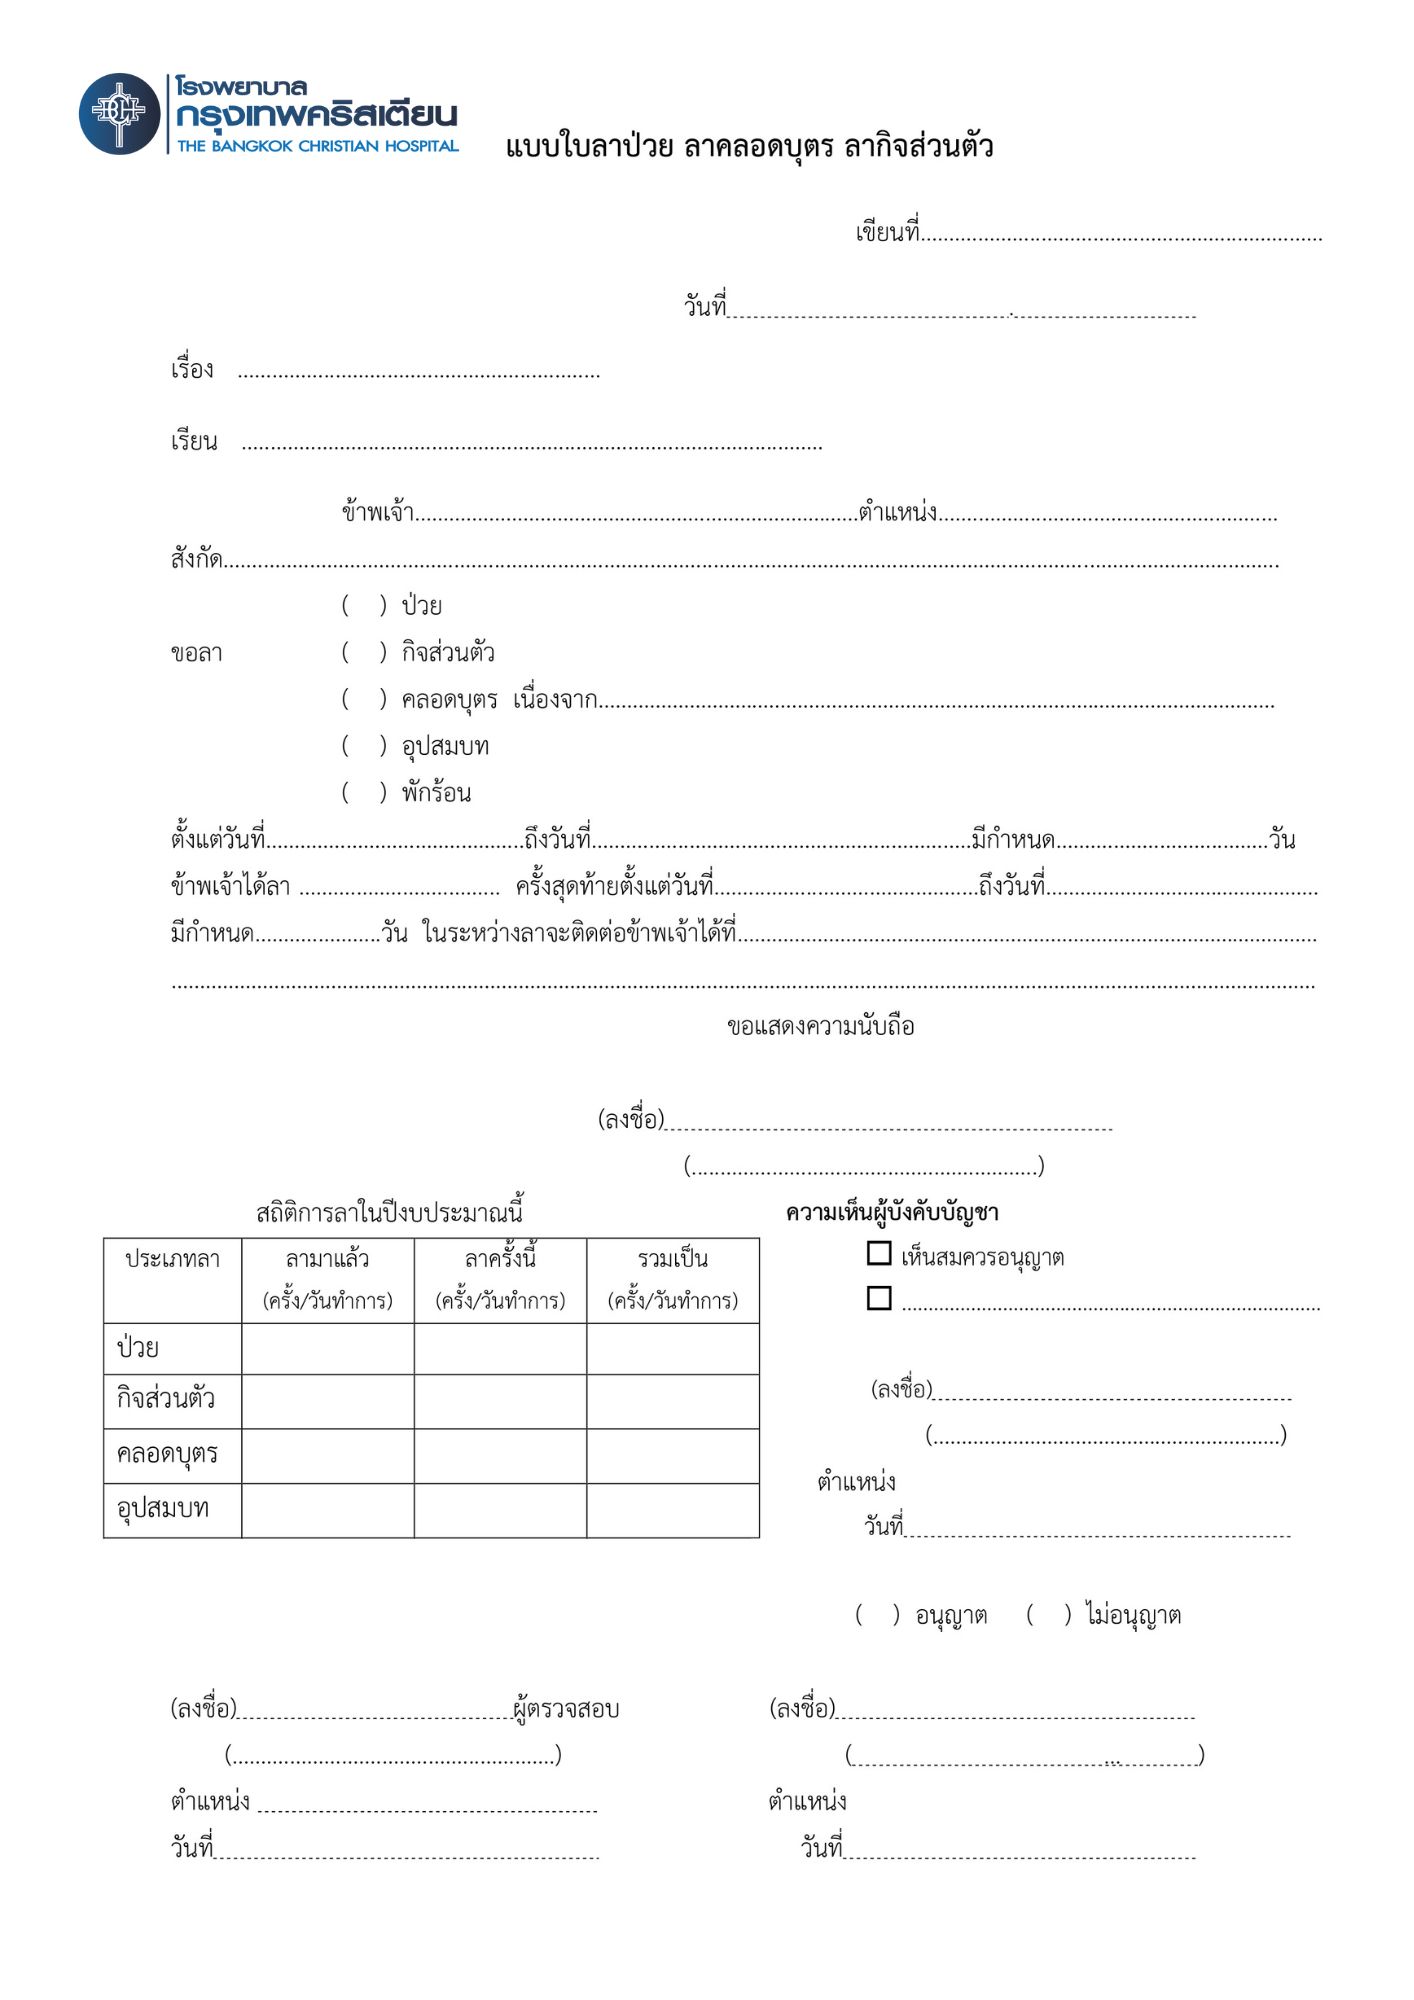 โรงพยาบาล
กรุงเทพคริสเตียน
THE BANGKOK CHRISTIAN HOSPITAL
แบบใบลาป่วย ลาคลอดบุตร ลากิจส่วนตัว
เขียนที่......................................................................
วันที่..................................................................
เรื่อง ...............................................................
เรียน .....................................................................................................
ข้าพเจ้า.............................................................................ตำแหน่ง...........................................................
สังกัด........................................................................................................................................................................................
( ) ป่วย
ขอลา ( ) กิจส่วนตัว
( ) คลอดบุตร เนื่องจาก.....................................................................................................................
( ) อุปสมบท
( ) พักร้อน
ตั้งแต่วันที่.............................................ถึงวันที่..................................................................มีกำหนด.....................................วัน
ข้าพเจ้าได้ลา ................................... ครั้งสุดท้ายตั้งแต่วันที่..............................................ถึงวันที่................................................
มีกำหนด......................วัน ในระหว่างลาจะติดต่อข้าพเจ้าได้ที่.....................................................................................................
........................................................................................................................................................................................................
ขอแสดงความนับถือ
(ลงชื่อ)................................................................
(............................................................)
สถิติการลาในปีงบประมาณนี้ ความเห็นผู้บังคับบัญชา
ประเภทลา ลามาแล้ว ลาครั้งนี้ รวมเป็น
(ครั้ง/วันทำการ) (ครั้ง/วันทำการ) (ครั้ง/วันทำการ)
☐ เห็นสมควรอนุญาต
☐ .........................................................................
ป่วย
กิจส่วนตัว
คลอดบุตร
อุปสมบท
(ลงชื่อ)....................................................
(............................................................)
ตำแหน่ง
วันที่........................................................
( ) อนุญาต ( ) ไม่อนุญาต
(ลงชื่อ)........................................ผู้ตรวจสอบ (ลงชื่อ)....................................................
(........................................................) (....................................................)
ตำแหน่ง ................................................. ตำแหน่ง
วันที่........................................................ วันที่...................................................